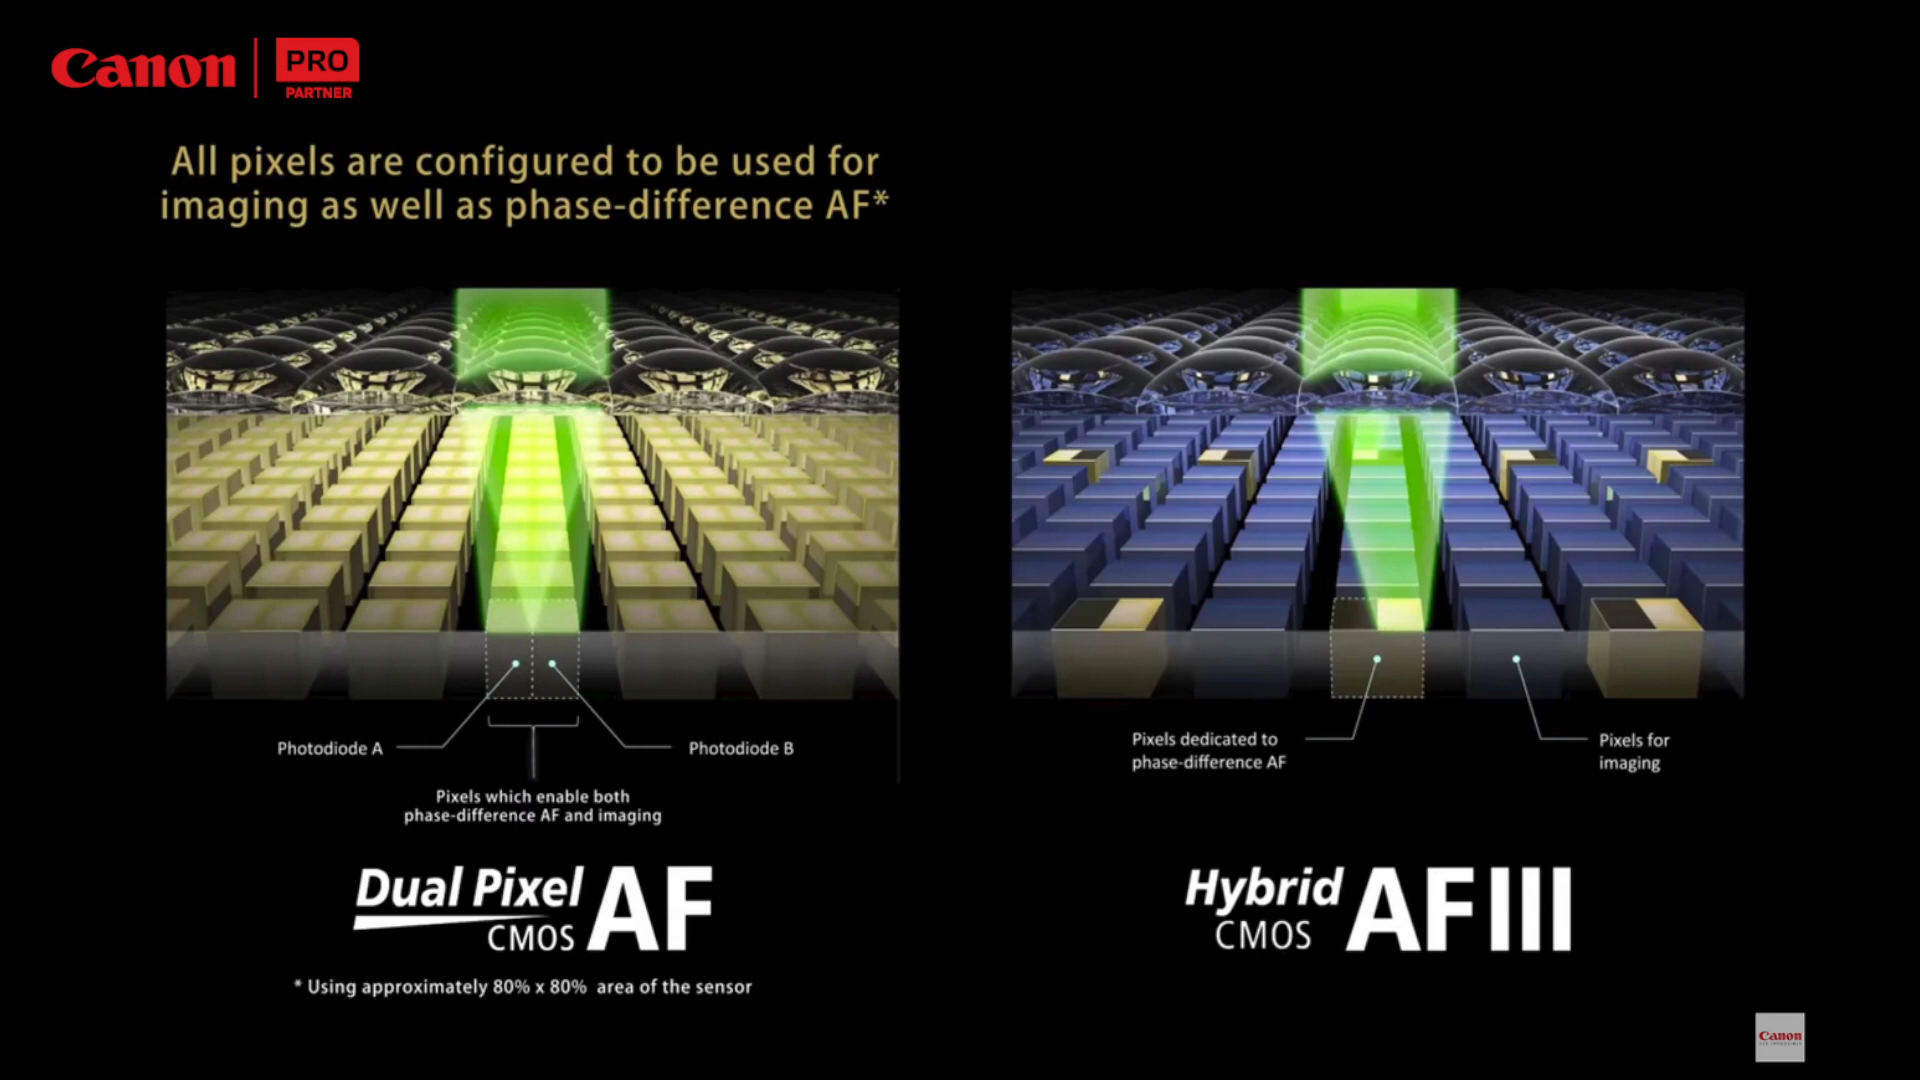 Canon
PRO
PARTNER
All pixels are configured to be used for
imaging as well as phase-difference AF*
Photodiode A
Photodiode B
Pixels which enable both
phase-difference AF and imaging
Dual Pixel
CMOS AF
* Using approximately 80% x 80% area of the sensor
Pixels dedicated to
phase-difference AF
Pixels for
imaging
Hybrid
CMOS AF III
Canon